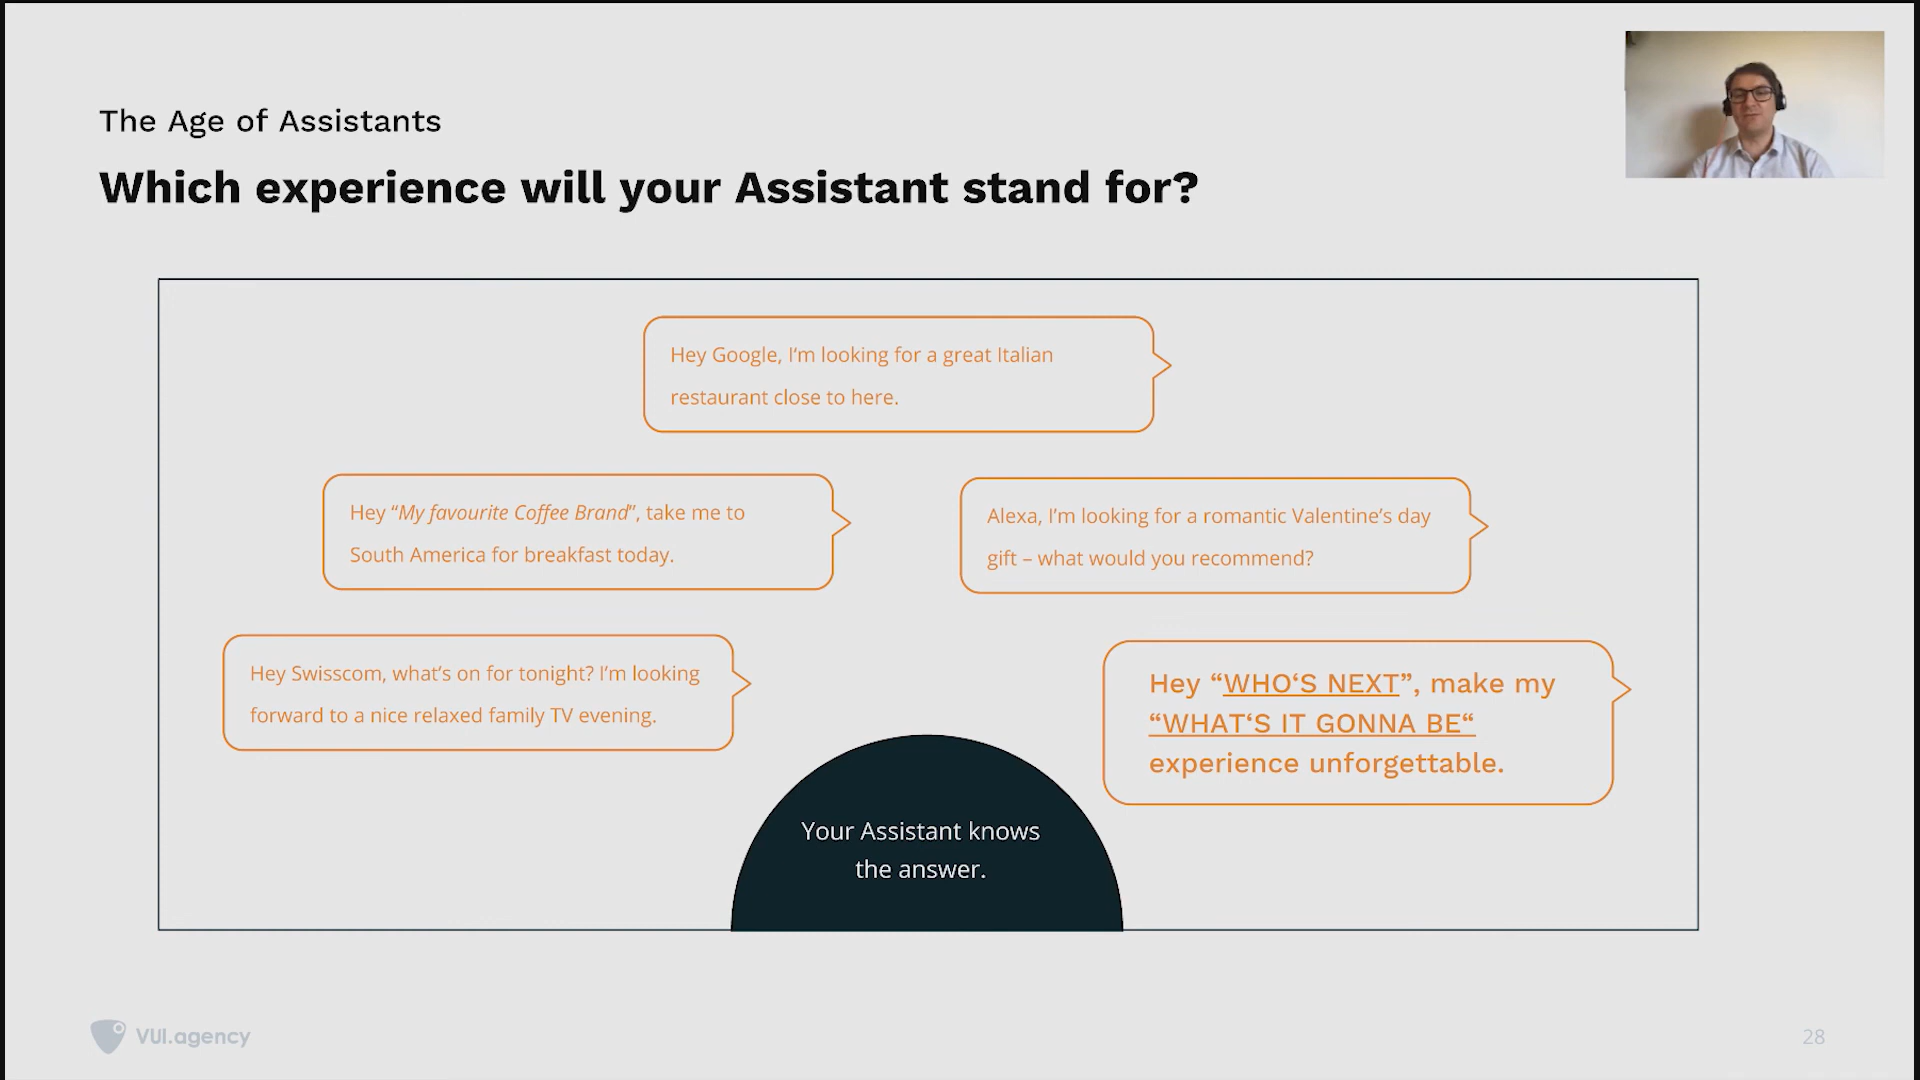 The Age of Assistants
Which experience will your Assistant stand for?
Hey Google, I'm looking for a great Italian
restaurant close to here.
Hey “My favourite Coffee Brand”, take me to
South America for breakfast today.
Alexa, I'm looking for a romantic Valentine's day
gift – what would you recommend?
Hey Swisscom, what's on for tonight? I'm looking
forward to a nice relaxed family TV evening.
Hey “WHO‘S NEXT”, make my
“WHAT‘S IT GONNA BE“
experience unforgettable.
Your Assistant knows
the answer.
VUI.agency
28